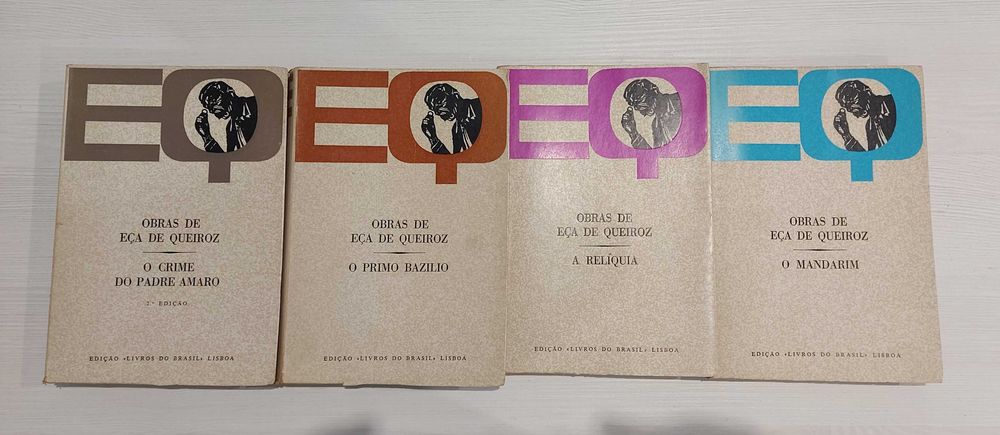 EQ
OBRAS DE
EÇA DE QUEIROZ
O CRIME
DO PADRE AMARO
2.ª EDIÇÃO
EDIÇÃO «LIVROS DO BRASIL» LISBOA
EQ
OBRAS DE
EÇA DE QUEIROZ
O PRIMO BAZILIO
EDIÇÃO «LIVROS DO BRASIL» LISBOA
EQ
OBRAS DE
EÇA DE QUEIROZ
A RELÍQUIA
EDIÇÃO «LIVROS DO BRASIL» LISBOA
EQ
OBRAS DE
EÇA DE QUEIROZ
O MANDARIM
EDIÇÃO «LIVROS DO BRASIL» LISBOA